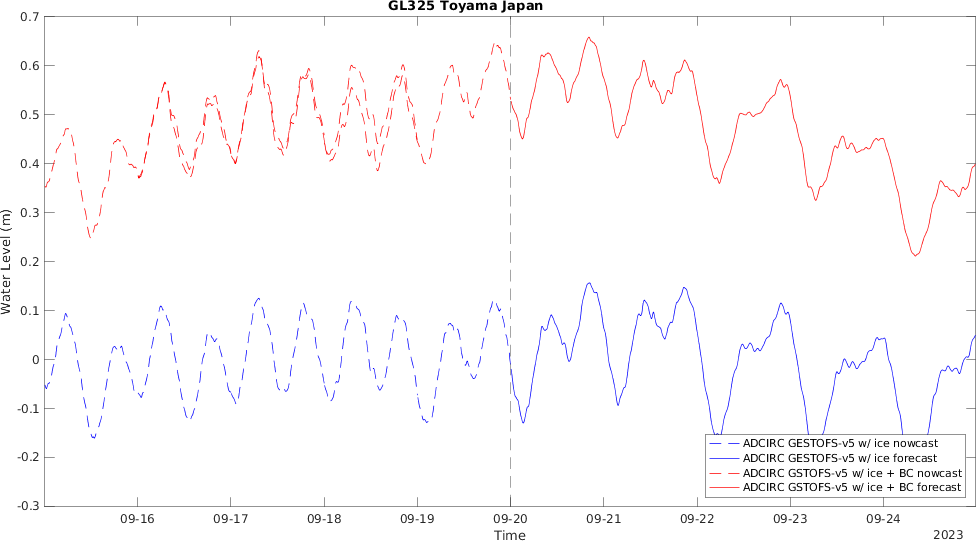 GL325 Toyama Japan
0.7
0.6
0.5
0.4
0.3
0.2
0.1
0
-0.1
-0.2
-0.3
Water Level (m)
ADCIRC GESTOFS-v5 w/ ice nowcast
ADCIRC GESTOFS-v5 w/ ice forecast
ADCIRC GSTOFS-v5 w/ ice + BC nowcast
ADCIRC GSTOFS-v5 w/ ice + BC forecast
09-16 09-17 09-18 09-19 09-20 09-21 09-22 09-23 09-24
Time
2023